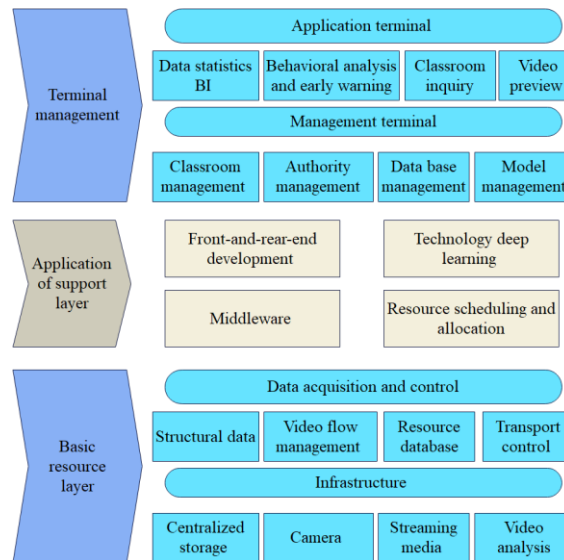 Application terminal
Terminal
management
Data statistics
BI
Behavioral analysis
and early warning
Classroom
inquiry
Video
preview
Management terminal
Classroom
management
Authority
management
Data base
management
Model
management
Application
of support
layer
Front-and-rear-end
development
Technology deep
learning
Middleware
Resource scheduling and
allocation
Basic
resource
layer
Data acquisition and control
Structural data
Video flow
management
Resource
database
Transport
control
Infrastructure
Centralized
storage
Camera
Streaming
media
Video
analysis